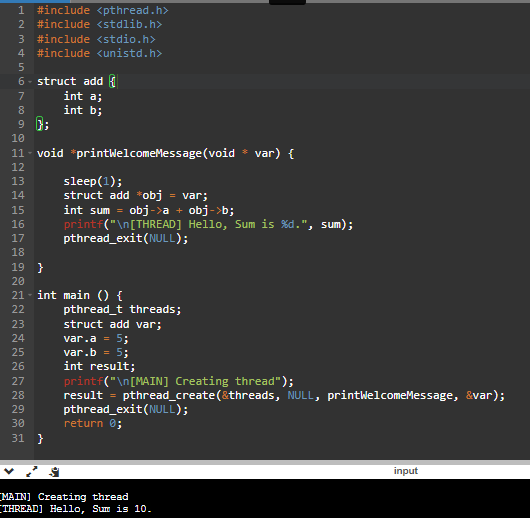 1 #include <pthread.h>
2 #include <stdlib.h>
3 #include <stdio.h>
4 #include <unistd.h>
5
6 struct add {
7 int a;
8 int b;
9 };
10
11 void *printWelcomeMessage(void * var) {
12
13 sleep(1);
14 struct add *obj = var;
15 int sum = obj->a + obj->b;
16 printf("\n[THREAD] Hello, Sum is %d.", sum);
17 pthread_exit(NULL);
18
19 }
20
21 int main () {
22 pthread_t threads;
23 struct add var;
24 var.a = 5;
25 var.b = 5;
26 int result;
27 printf("\n[MAIN] Creating thread");
28 result = pthread_create(&threads, NULL, printWelcomeMessage, &var);
29 pthread_exit(NULL);
30 return 0;
31 }
input
[MAIN] Creating thread
[THREAD] Hello, Sum is 10.